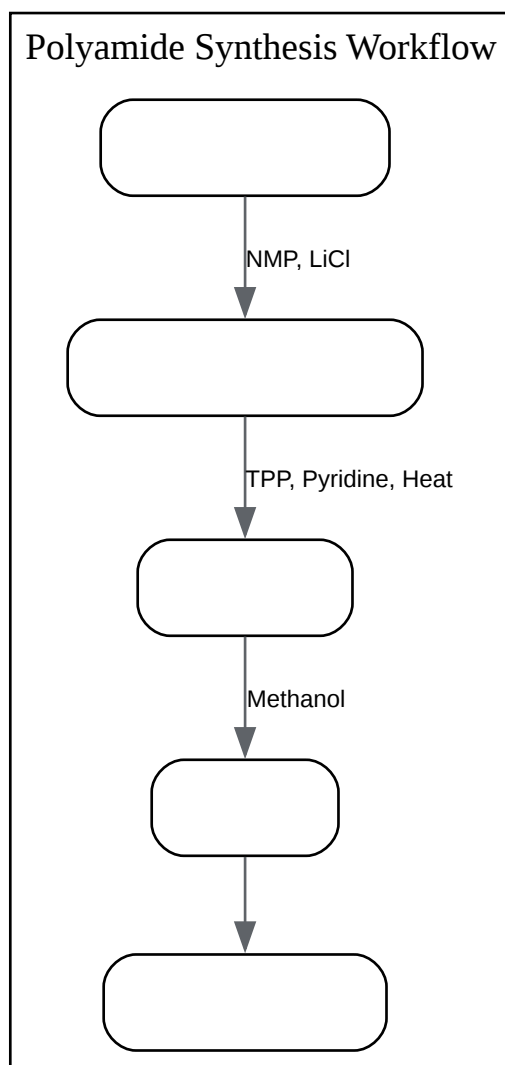 Polyamide Synthesis Workflow
NMP, LiCl
TPP, Pyridine, Heat
Methanol